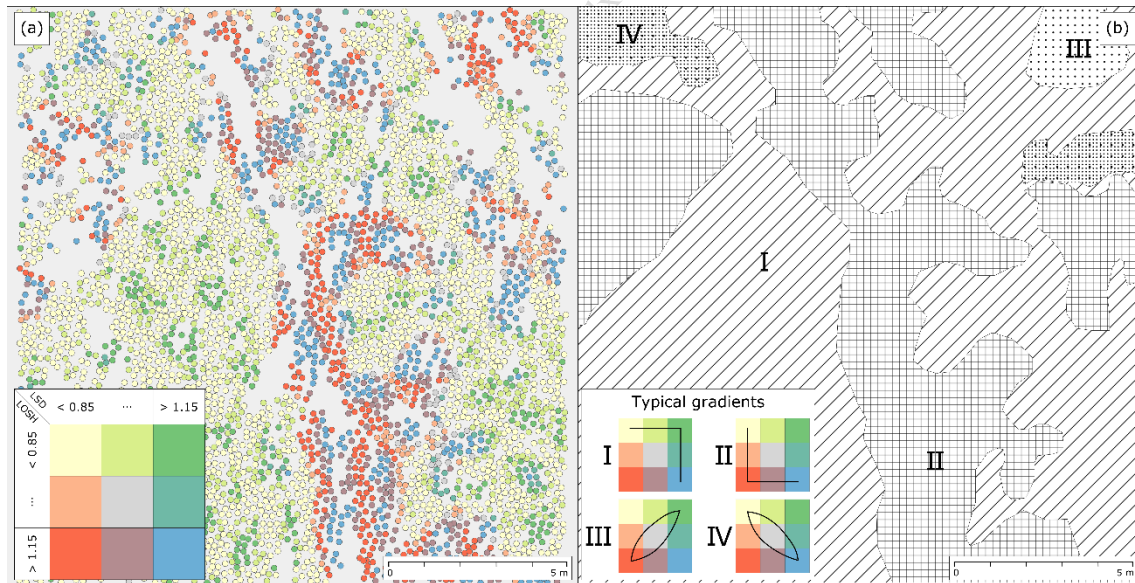 (a)
LSD
LOSH
< 0.85 ... > 1.15
< 0.85
...
> 1.15
0 5 m
IV
III
(b)
I
II
Typical gradients
I
II
III
IV
0 5 m